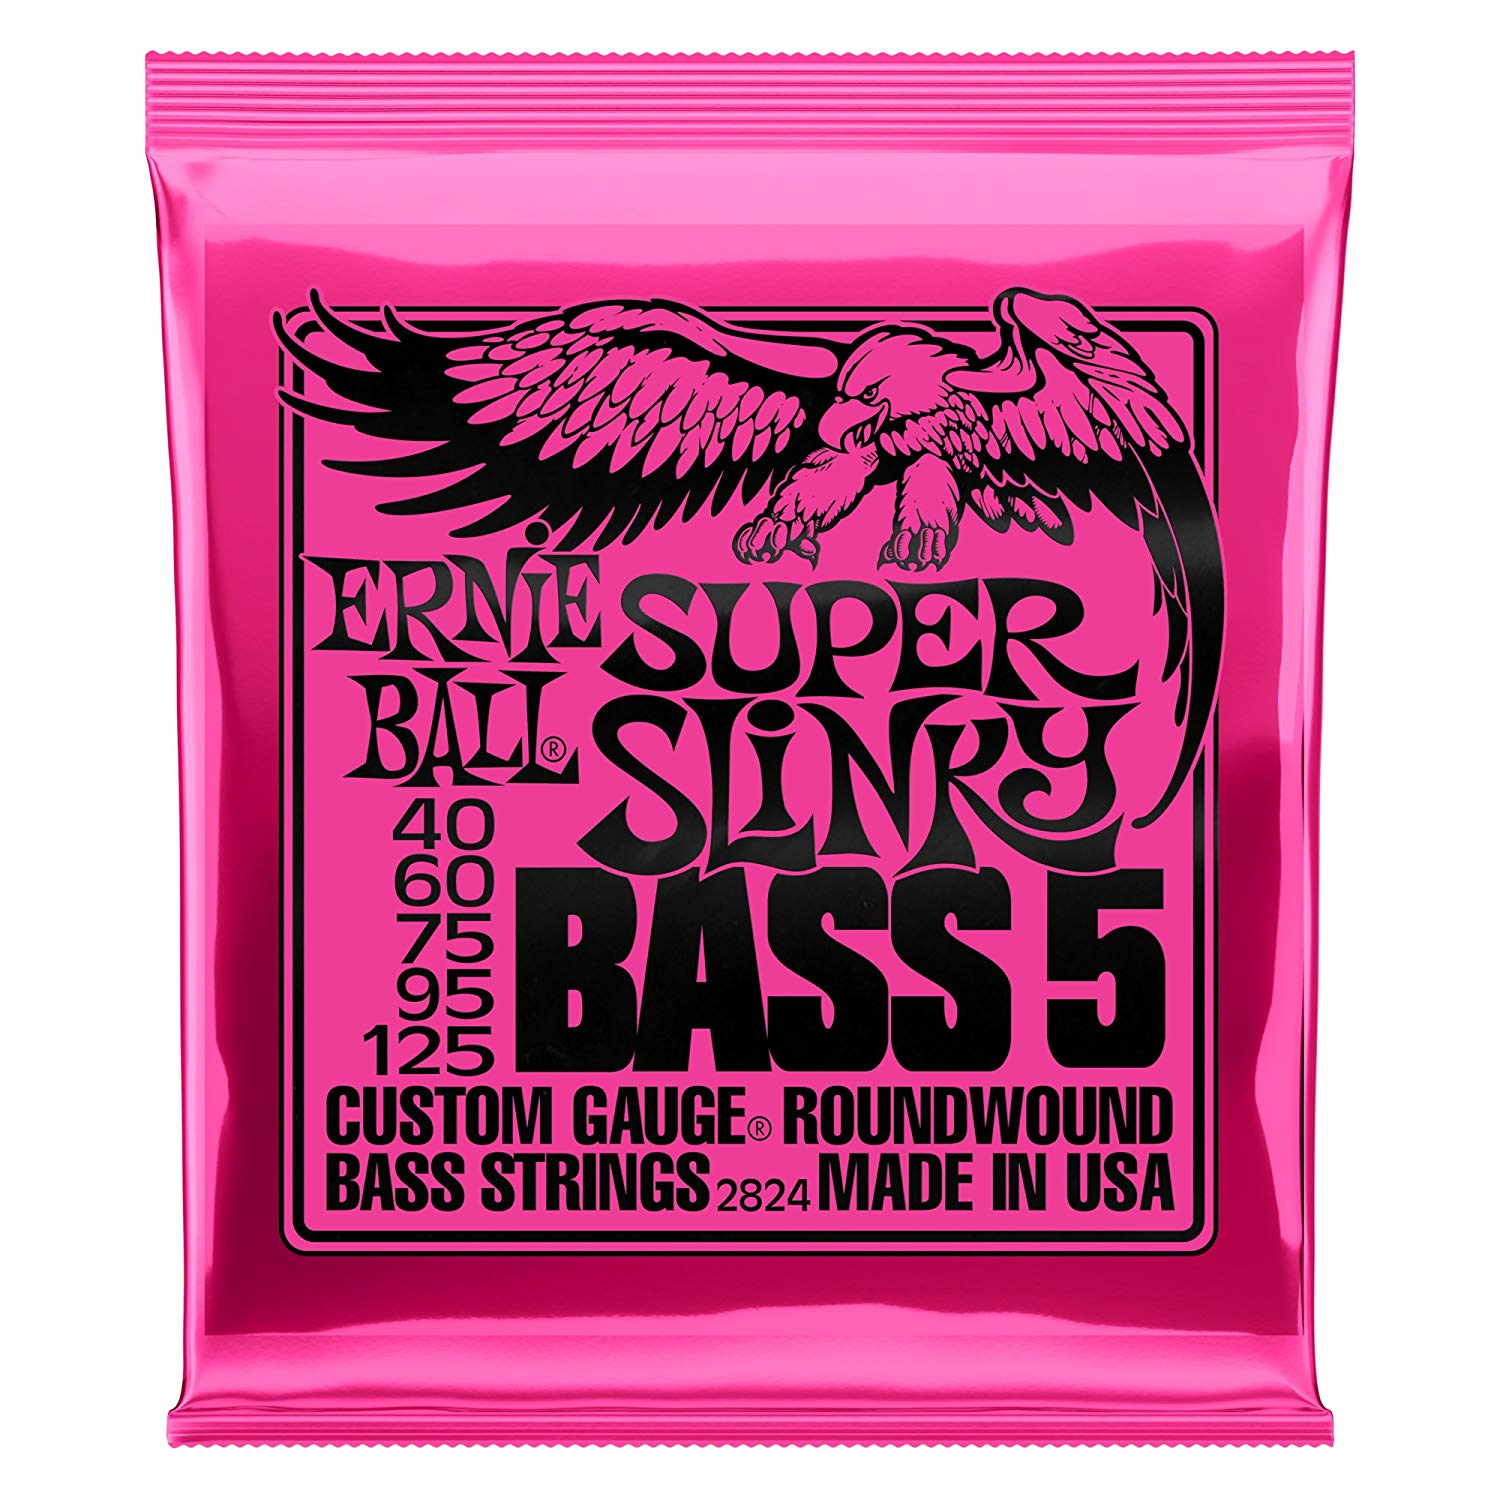 ERNiE
BALL®
SUPER
SLiNKY
40
60
75
95
125
BASS 5
CUSTOM GAUGE® ROUNDWOUND
BASS STRINGS 2824 MADE IN USA